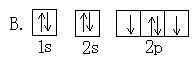 B. ↑↓ ↑↓ ↓ ↑↓ ↓
1s 2s 2p